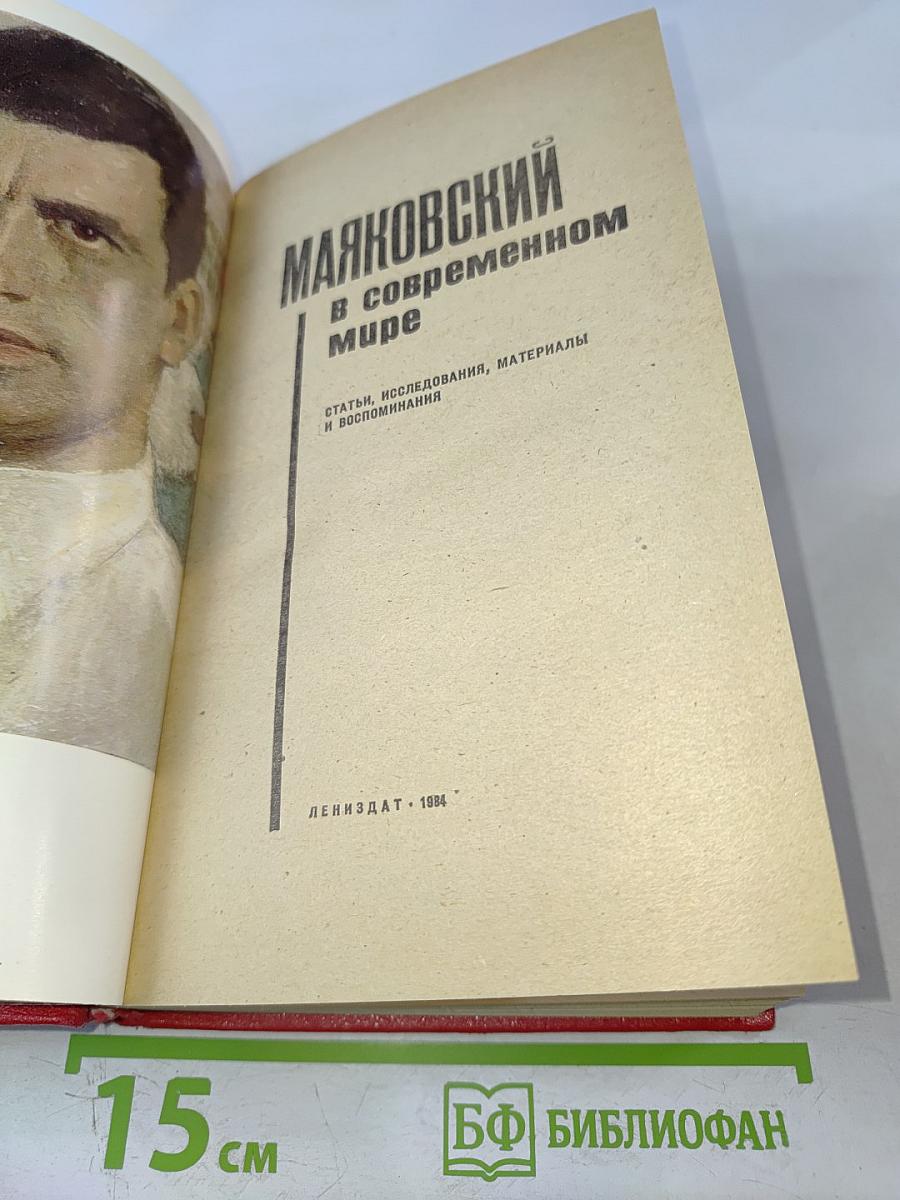 МАЯКОВСКИЙ
в современном
мире
СТАТЬИ, ИССЛЕДОВАНИЯ, МАТЕРИАЛЫ
И ВОСПОМИНАНИЯ
ЛЕНИЗДАТ • 1984
15 см
БФ БИБЛИОФАН